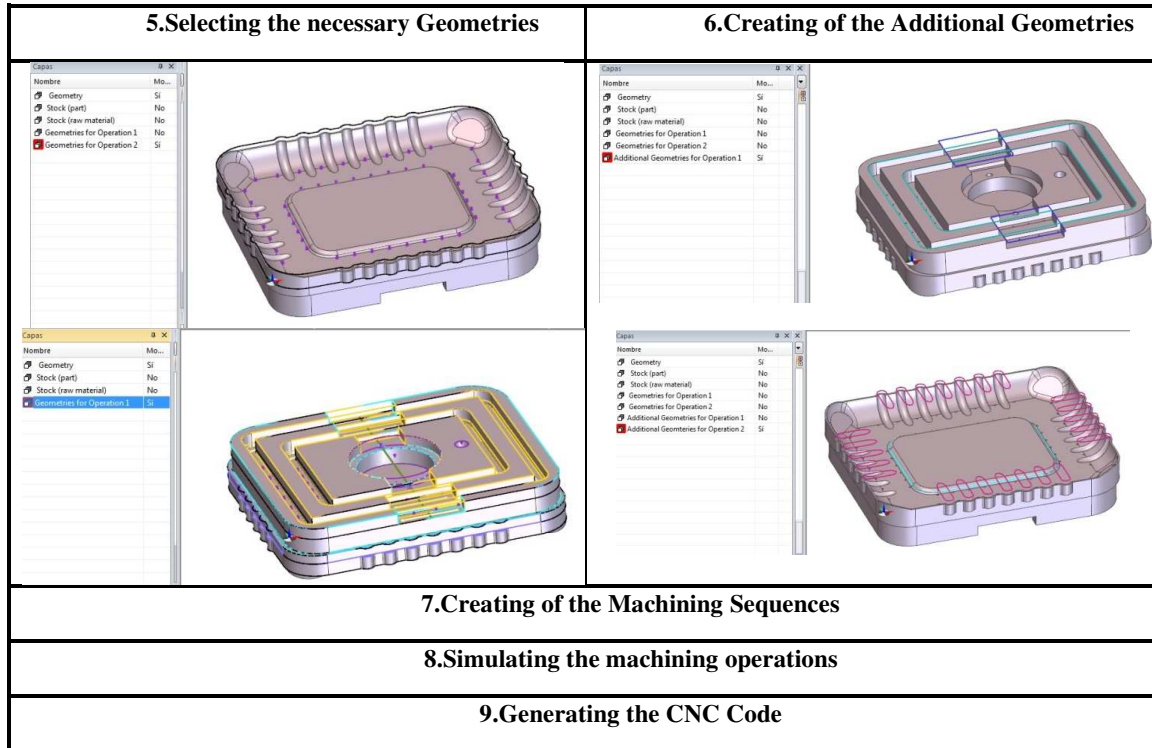 5.Selecting the necessary Geometries
6.Creating of the Additional Geometries
Capas
Nombre Mo...
Geometry Sí
Stock (part) No
Stock (raw material) No
Geometries for Operation 1 No
Geometries for Operation 2 Sí
Capas
Nombre Mo...
Geometry Sí
Stock (part) No
Stock (raw material) No
Geometries for Operation 1 Sí
Capas
Nombre Mo...
Geometry Sí
Stock (part) No
Stock (raw material) No
Geometries for Operation 1 No
Geometries for Operation 2 No
Additional Geometries for Operation 1 Sí
Capas
Nombre Mo...
Geometry Sí
Stock (part) No
Stock (raw material) No
Geometries for Operation 1 No
Geometries for Operation 2 No
Additional Geometries for Operation 1 No
Additional Geomteries for Operation 2 Sí
7.Creating of the Machining Sequences
8.Simulating the machining operations
9.Generating the CNC Code